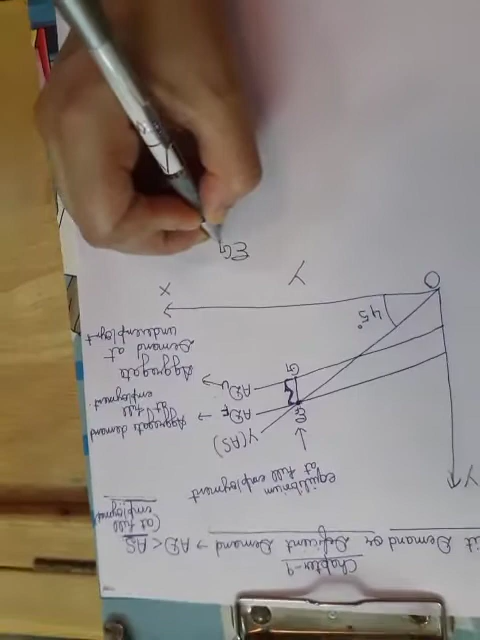 Chapter-9
it Demand or Deficient Demand → AD < AS
(at full
employment
Y
equilibrium
at full employment
Y(AS)
E
ADF → Aggregate demand
at full
employment
ADU → Aggregate
Demand at
underemployment
G
45°
O
Y
X
EG